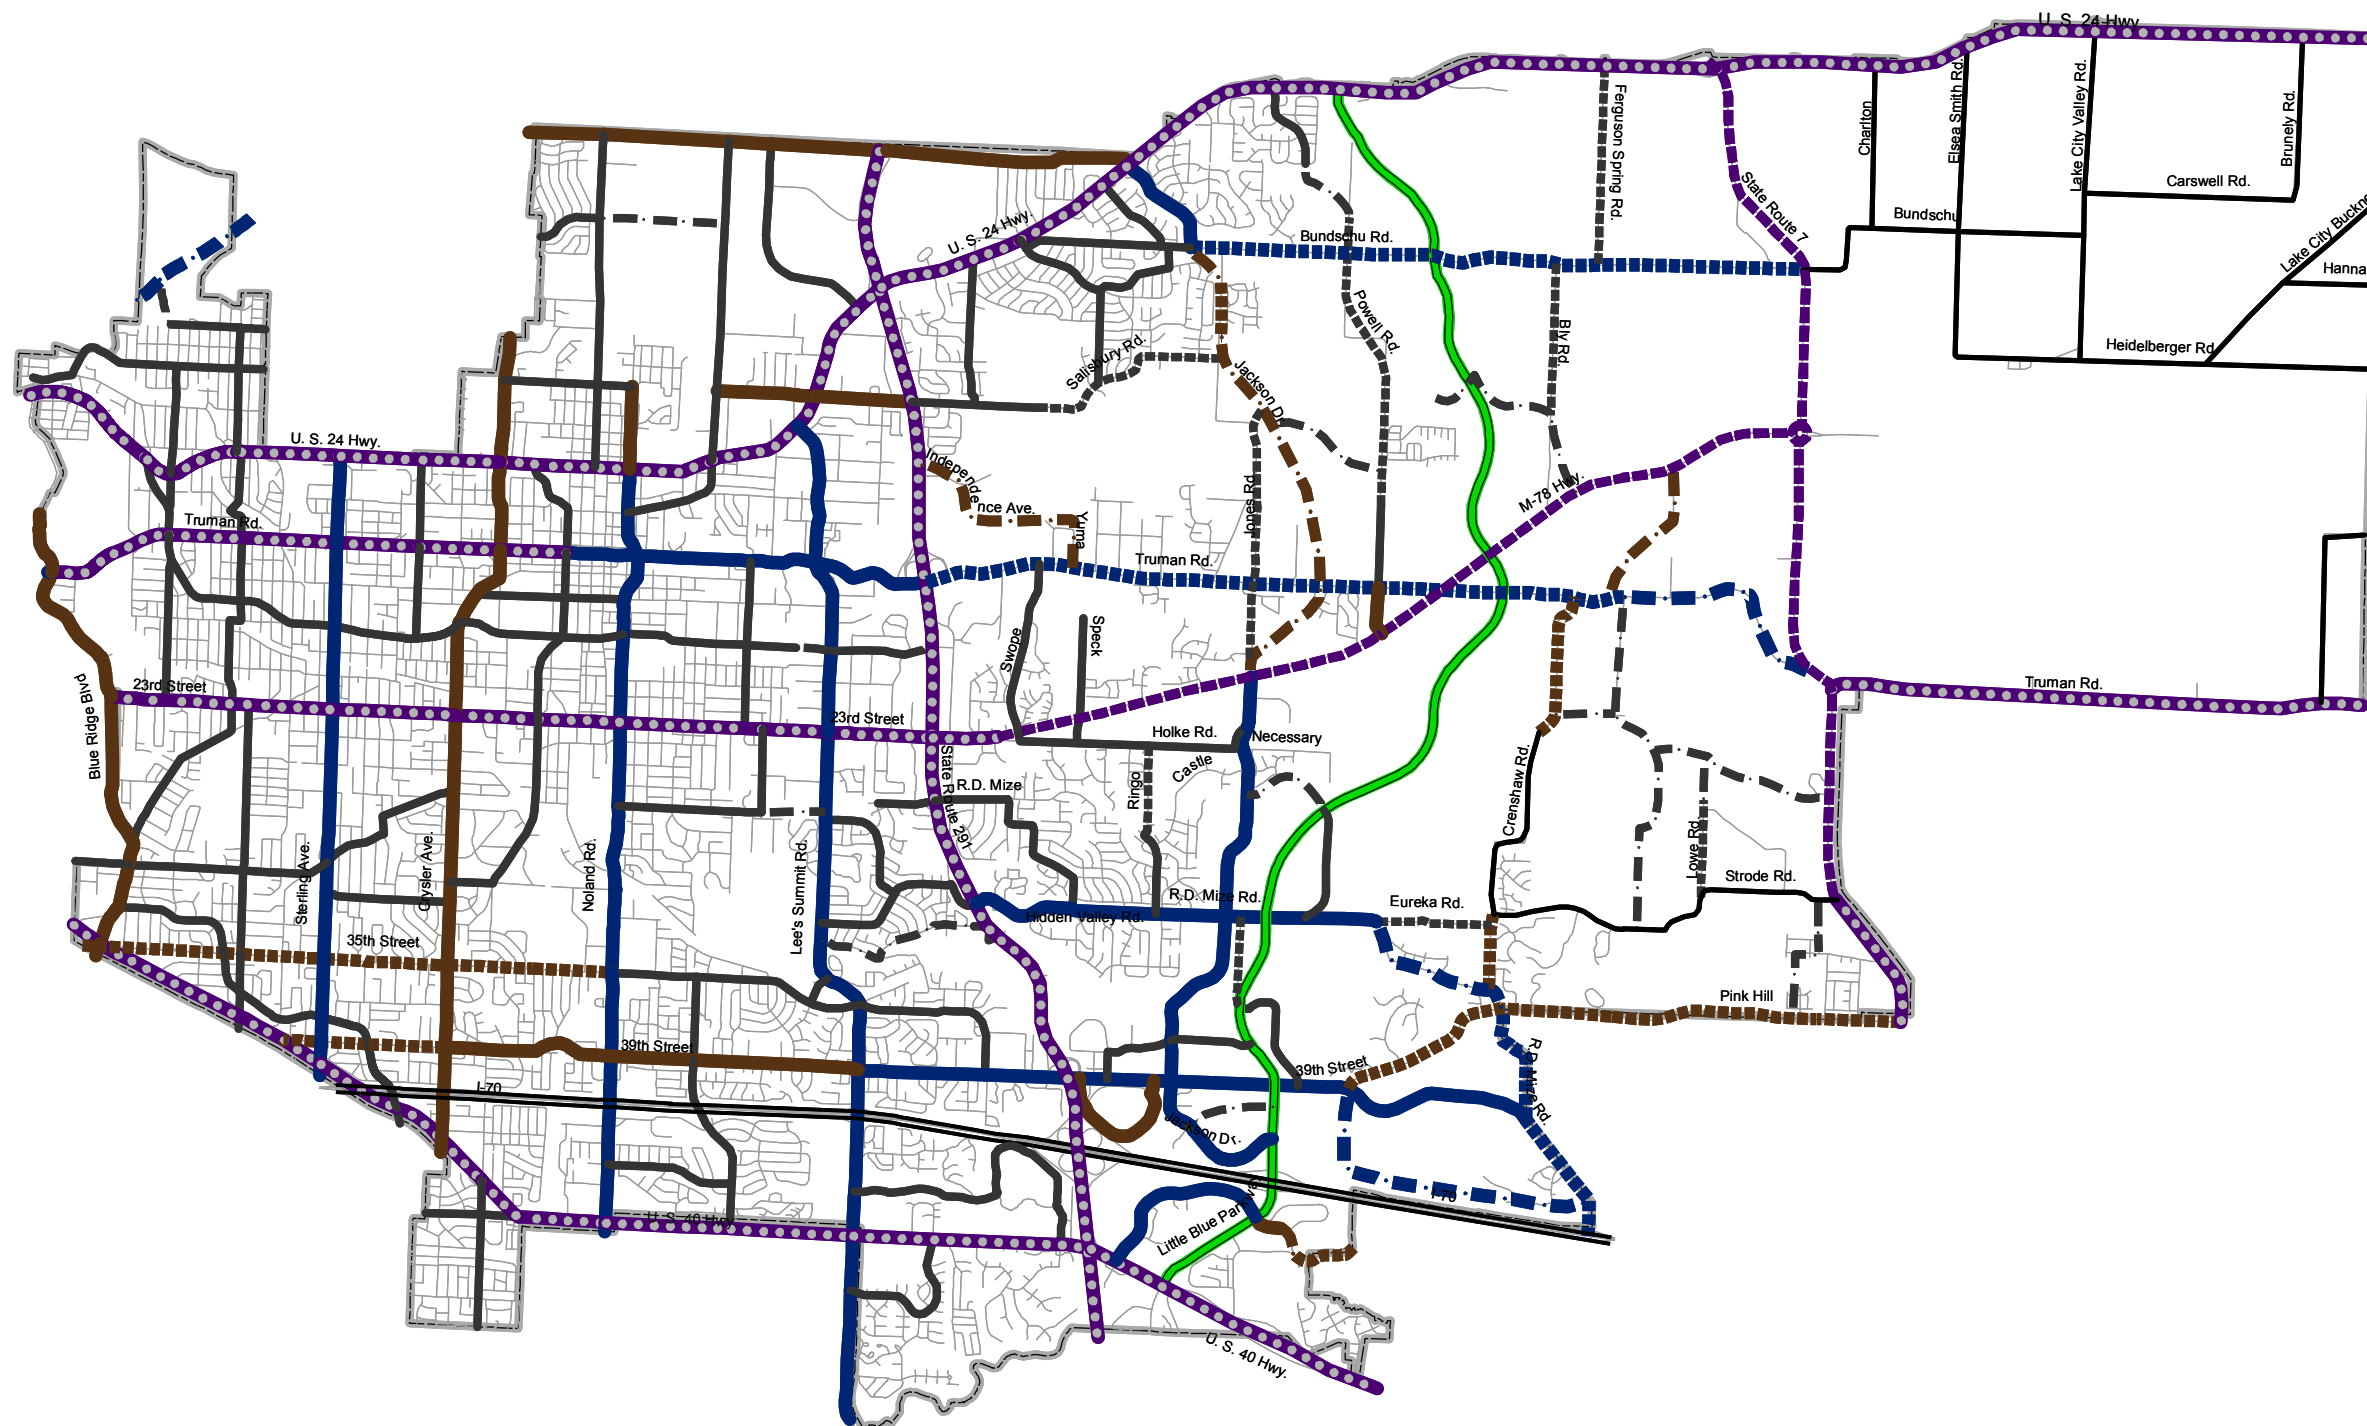 U. S. 24 Hwy
Ferguson Spring Rd.
Charlton
Elsea Smith Rd.
Lake City Valley Rd.
Brunely Rd.
Carswell Rd.
State Route 7
Bundschu
U. S. 24 Hwy.
Bundschu Rd.
Lake City Buckne
Hanna
Powell Rd.
Bly Rd.
Salisbury Rd.
Heidelberger Rd
Jackson Dr.
U. S. 24 Hwy.
Independence Ave.
Jones Rd
M-78 Hwy.
Truman Rd.
Yuma
Truman Rd.
Swope
Speck
Blue Ridge Blvd
23rd Street
23rd Street
Truman Rd.
Holke Rd.
Necessary
State Route 291
R.D. Mize
Ringo
Castle
Crenshaw Rd.
Sterling Ave.
Crysler Ave.
Noland Rd.
Lee's Summit Rd.
Lowe Rd.
Strode Rd.
R.D. Mize Rd.
Eureka Rd.
Hidden Valley Rd.
35th Street
Pink Hill
39th Street
39th Street
R.D. Mize Rd.
I-70
Jackson Dr.
I-70
Little Blue Parkway
U. S. 40 Hwy
U. S. 40 Hwy.